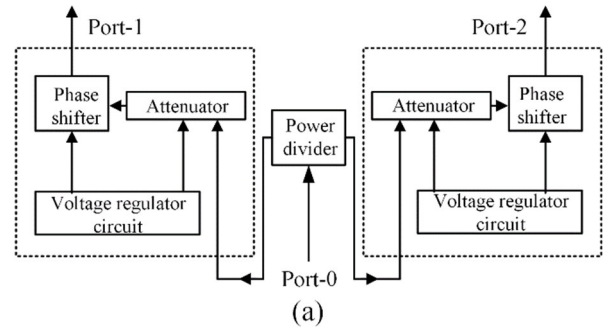 Port-1
Port-2
Phase
shifter
Attenuator
Power
divider
Attenuator
Phase
shifter
Voltage regulator
circuit
Voltage regulator
circuit
Port-0
(a)